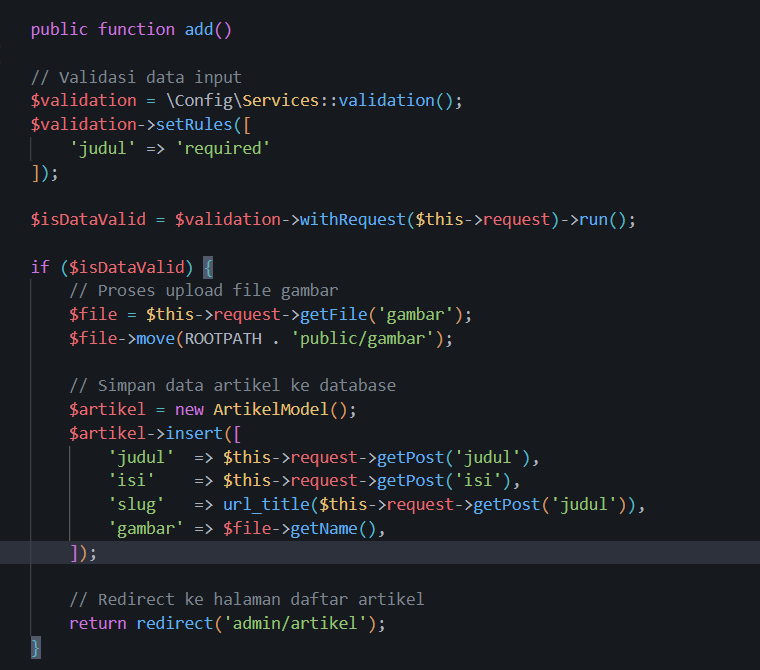 public function add()
// Validasi data input
$validation = \Config\Services::validation();
$validation->setRules([
    'judul' => 'required'
]);
$isDataValid = $validation->withRequest($this->request)->run();
if ($isDataValid) {
    // Proses upload file gambar
    $file = $this->request->getFile('gambar');
    $file->move(ROOTPATH . 'public/gambar');
    // Simpan data artikel ke database
    $artikel = new ArtikelModel();
    $artikel->insert([
        'judul'  => $this->request->getPost('judul'),
        'isi'    => $this->request->getPost('isi'),
        'slug'   => url_title($this->request->getPost('judul')),
        'gambar' => $file->getName(),
    ]);
    // Redirect ke halaman daftar artikel
    return redirect('admin/artikel');
}